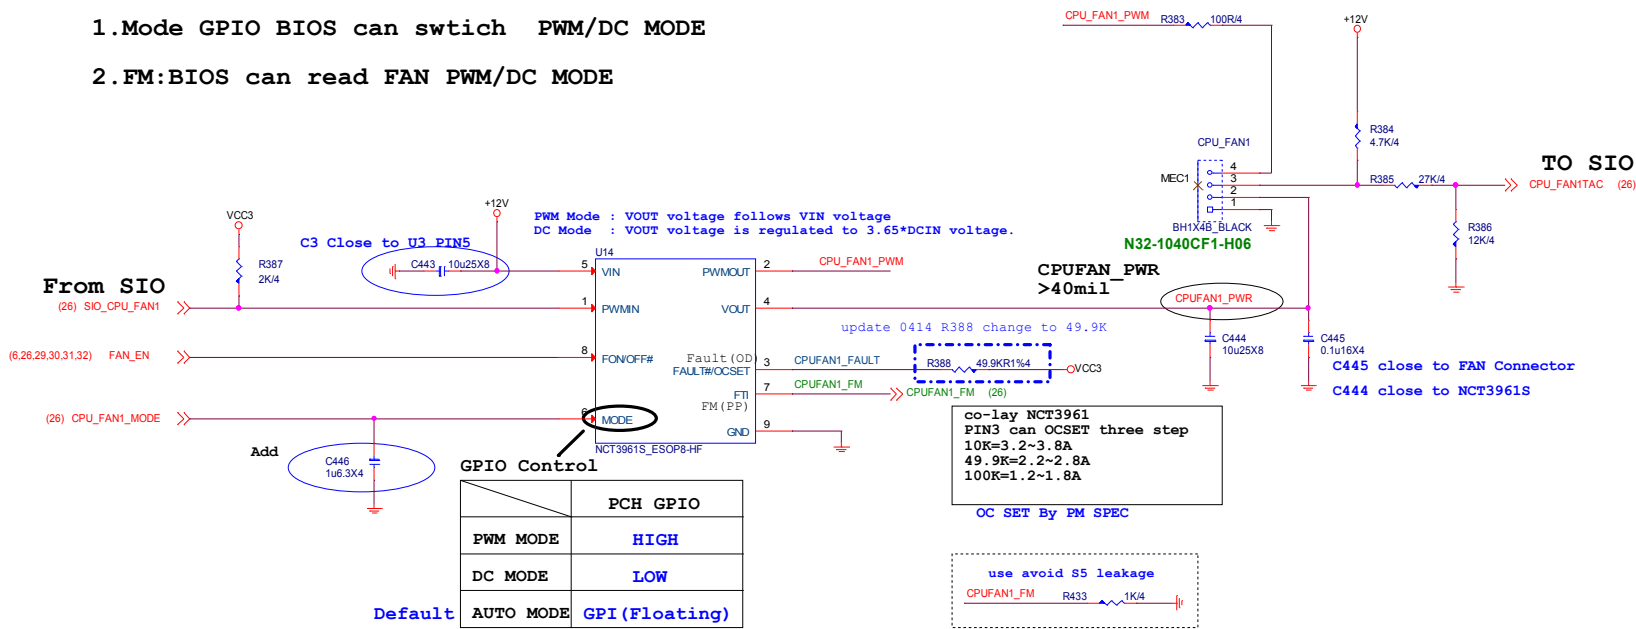 1.Mode GPIO BIOS can swtich PWM/DC MODE
2.FM:BIOS can read FAN PWM/DC MODE
CPU_FAN1_PWM
R383
100R/4
+12V
R384
4.7K/4
CPU_FAN1
4
3
2
1
MEC1
BH1X4B_BLACK
N32-1040CF1-H06
R385
27K/4
TO SIO
CPU_FAN1TAC (26)
R386
12K/4
VCC3
R387
2K/4
+12V
C3 Close to U3 PIN5
C443
10u25X8
PWM Mode : VOUT voltage follows VIN voltage
DC Mode : VOUT voltage is regulated to 3.65*DCIN voltage.
From SIO
(26) SIO_CPU_FAN1
(6,26,29,30,31,32) FAN_EN
(26) CPU_FAN1_MODE
U14
5 VIN
1 PWMIN
8 FON/OFF#
6 MODE
PWMOUT 2
VOUT 4
Fault(OD)
FAULT#/OCSET 3
FTI 7
FM(PP)
GND 9
NCT3961S_ESOP8-HF
CPU_FAN1_PWM
CPUFAN_PWR
>40mil
CPUFAN1_PWR
update 0414 R388 change to 49.9K
CPUFAN1_FAULT
R388
49.9KR1%4
VCC3
CPUFAN1_FM
CPUFAN1_FM (26)
C444
10u25X8
C445
0.1u16X4
C445 close to FAN Connector
C444 close to NCT3961S
Add
C446
1u6.3X4
GPIO Control
PCH GPIO
PWM MODE HIGH
DC MODE LOW
Default AUTO MODE GPI(Floating)
co-lay NCT3961
PIN3 can OCSET three step
10K=3.2~3.8A
49.9K=2.2~2.8A
100K=1.2~1.8A
OC SET By PM SPEC
use avoid S5 leakage
CPUFAN1_FM
R433
1K/4